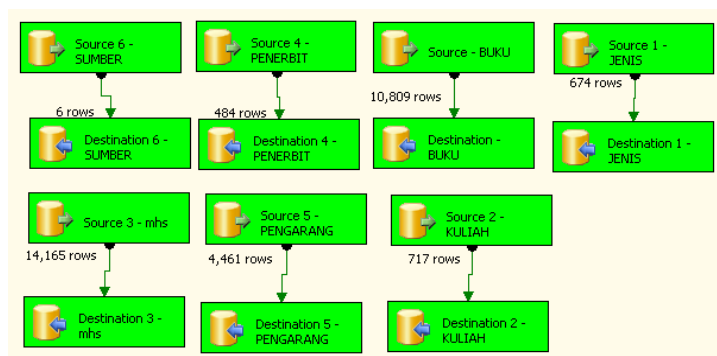 Source 6 -
SUMBER
Source 4 -
PENERBIT
Source - BUKU
Source 1 -
JENIS
6 rows
484 rows
10,809 rows
674 rows
Destination 6 -
SUMBER
Destination 4 -
PENERBIT
Destination -
BUKU
Destination 1 -
JENIS
Source 3 - mhs
Source 5 -
PENGARANG
Source 2 -
KULIAH
14,165 rows
4,461 rows
717 rows
Destination 3 -
mhs
Destination 5 -
PENGARANG
Destination 2 -
KULIAH